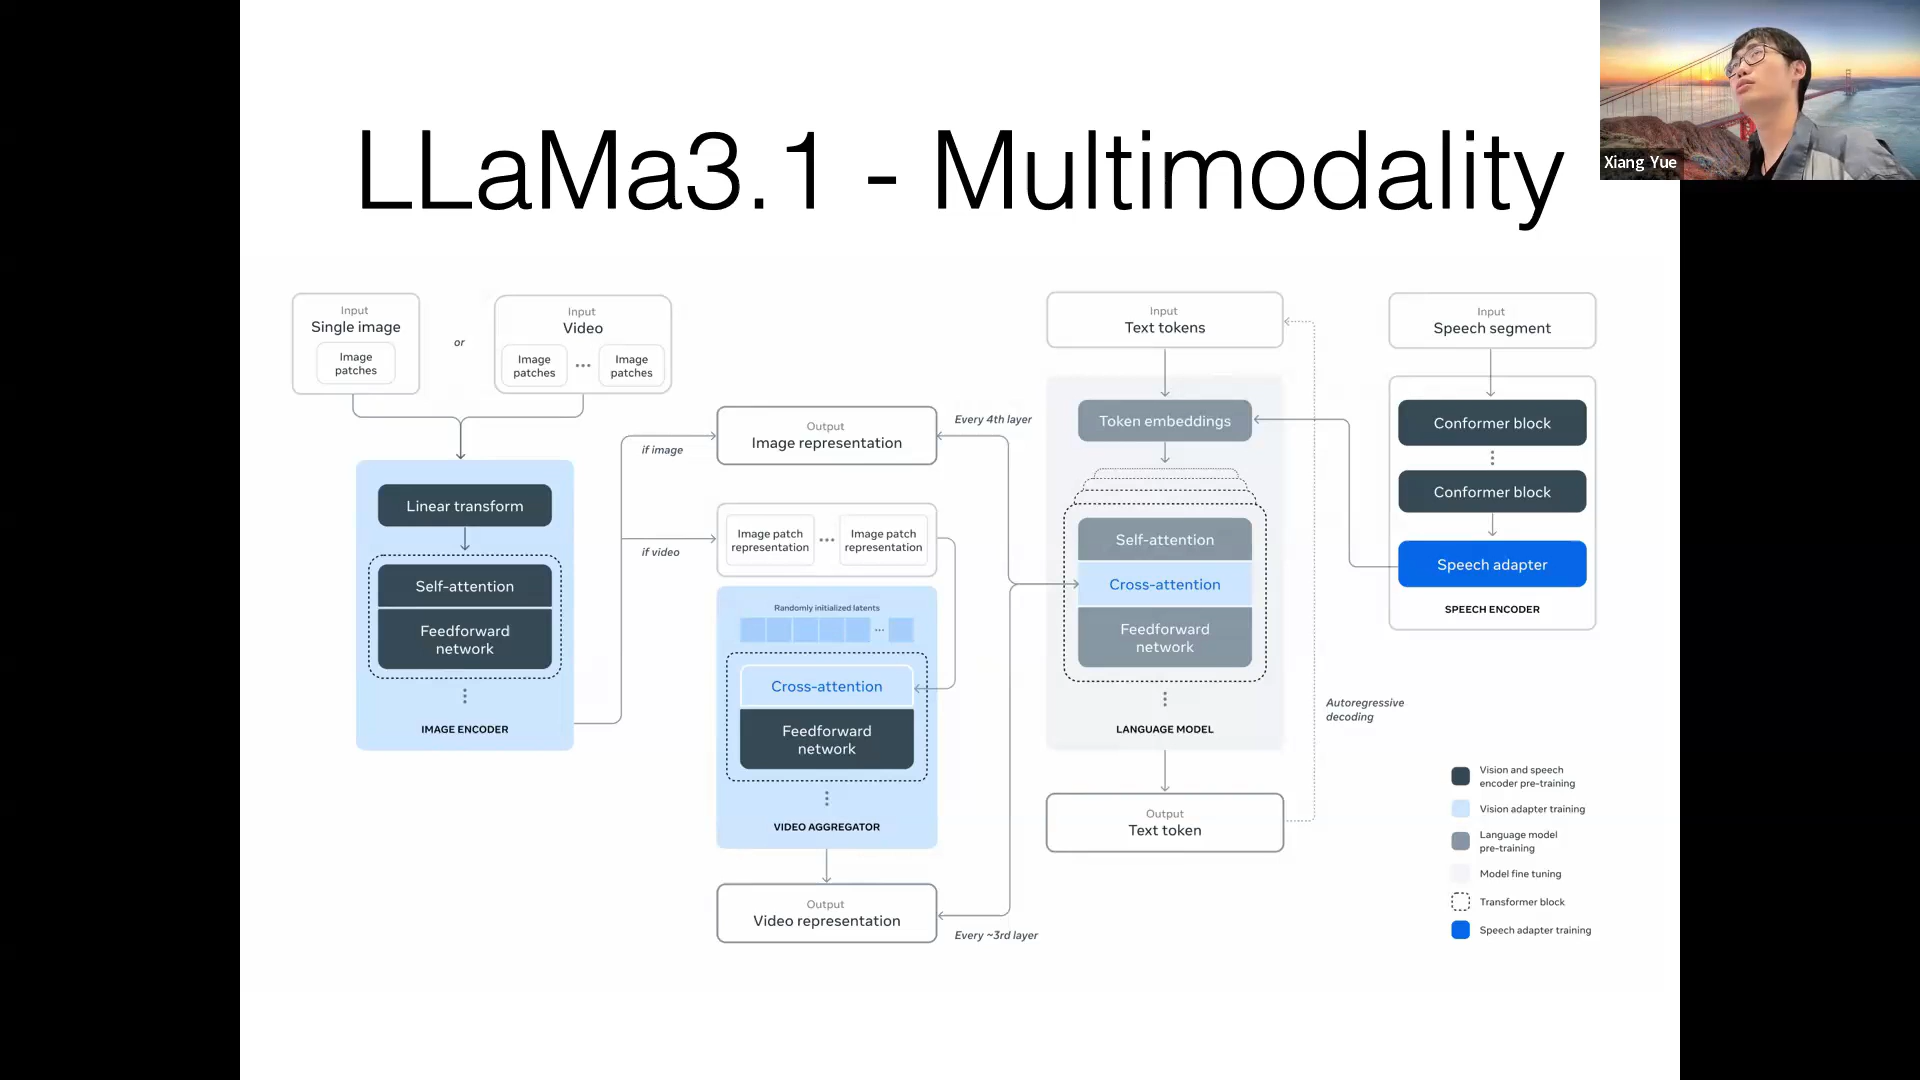 LLaMa3.1 - Multimodality
Xiang Yue
Input
Single image
Image
patches
or
Input
Video
Image
patches
...
Image
patches
Linear transform
Self-attention
Feedforward
network
IMAGE ENCODER
if image
if video
Output
Image representation
Image patch
representation
...
Image patch
representation
Randomly initialized latents
...
Cross-attention
Feedforward
network
VIDEO AGGREGATOR
Output
Video representation
Every 4th layer
Every ~3rd layer
Input
Text tokens
Token embeddings
Self-attention
Cross-attention
Feedforward
network
LANGUAGE MODEL
Output
Text token
Autoregressive
decoding
Input
Speech segment
Conformer block
Conformer block
Speech adapter
SPEECH ENCODER
Vision and speech
encoder pre-training
Vision adapter training
Language model
pre-training
Model fine tuning
Transformer block
Speech adapter training